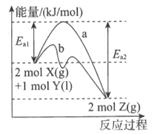 能量/(kJ/mol)
a
b
Ea1
Ea2
2 mol X(g)
+1 mol Y(l)
2 mol Z(g)
反应过程